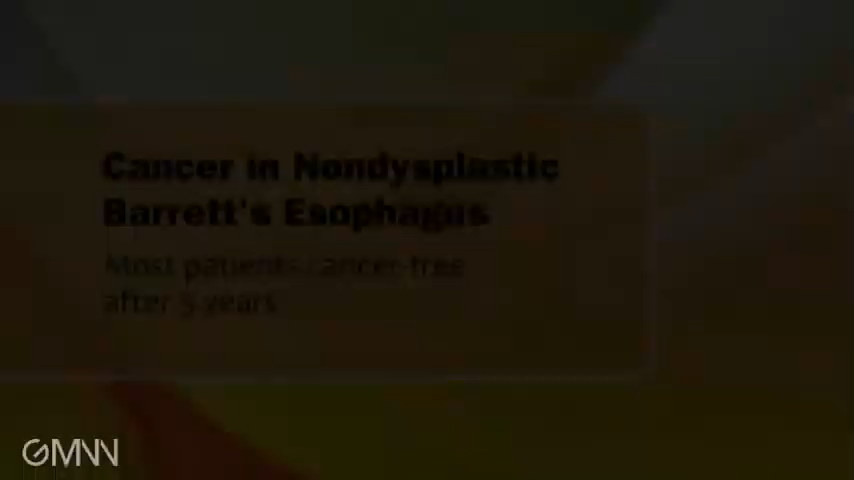 Cancer in Nondysplastic
Barrett's Esophagus
Most patients cancer-free
after 5 years
GMNN